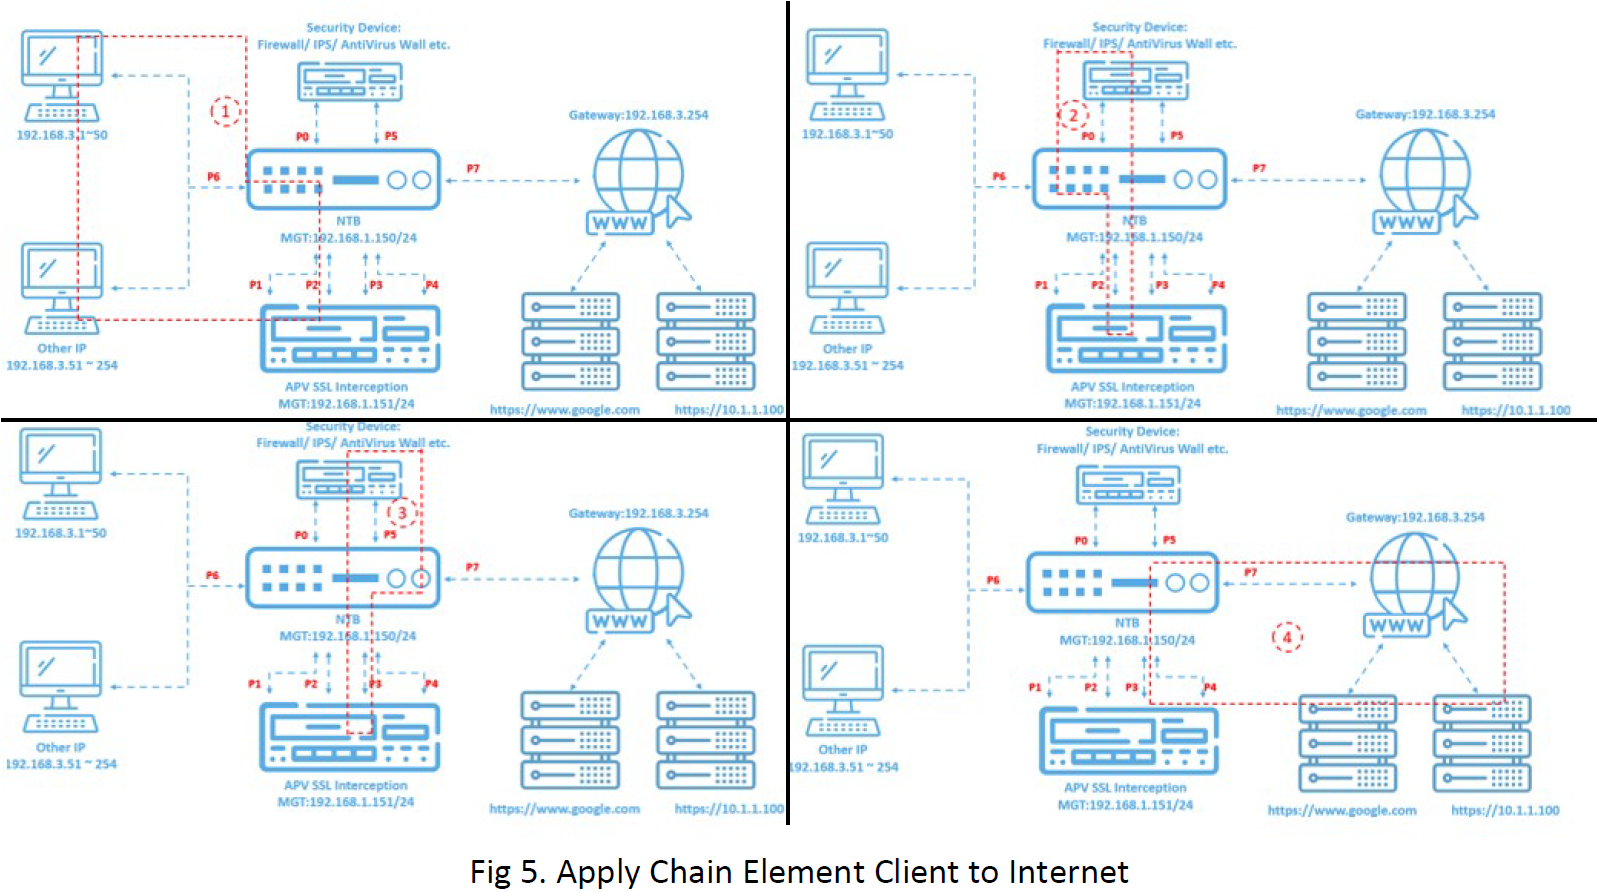 Security Device:
Firewall/ IPS/ AntiVirus Wall etc.
1
192.168.3.1~50
P0
P5
Gateway:192.168.3.254
P6
P7
WWW
NTB
MGT:192.168.1.150/24
P1
P2
P3
P4
Other IP
192.168.3.51 ~ 254
APV SSL Interception
MGT:192.168.1.151/24
https://www.google.com
https://10.1.1.100
Security Device:
Firewall/ IPS/ AntiVirus Wall etc.
2
192.168.3.1~50
P0
P5
Gateway:192.168.3.254
P6
P7
WWW
NTB
MGT:192.168.1.150/24
P1
P2
P3
P4
Other IP
192.168.3.51 ~ 254
APV SSL Interception
MGT:192.168.1.151/24
https://www.google.com
https://10.1.1.100
Security Device:
Firewall/ IPS/ AntiVirus Wall etc.
3
192.168.3.1~50
P0
P5
Gateway:192.168.3.254
P6
P7
WWW
NTB
MGT:192.168.1.150/24
P1
P2
P3
P4
Other IP
192.168.3.51 ~ 254
APV SSL Interception
MGT:192.168.1.151/24
https://www.google.com
https://10.1.1.100
Security Device:
Firewall/ IPS/ AntiVirus Wall etc.
192.168.3.1~50
P0
P5
Gateway:192.168.3.254
P6
P7
WWW
NTB
MGT:192.168.1.150/24
4
P1
P2
P3
P4
Other IP
192.168.3.51 ~ 254
APV SSL Interception
MGT:192.168.1.151/24
https://www.google.com
https://10.1.1.100
Fig 5. Apply Chain Element Client to Internet